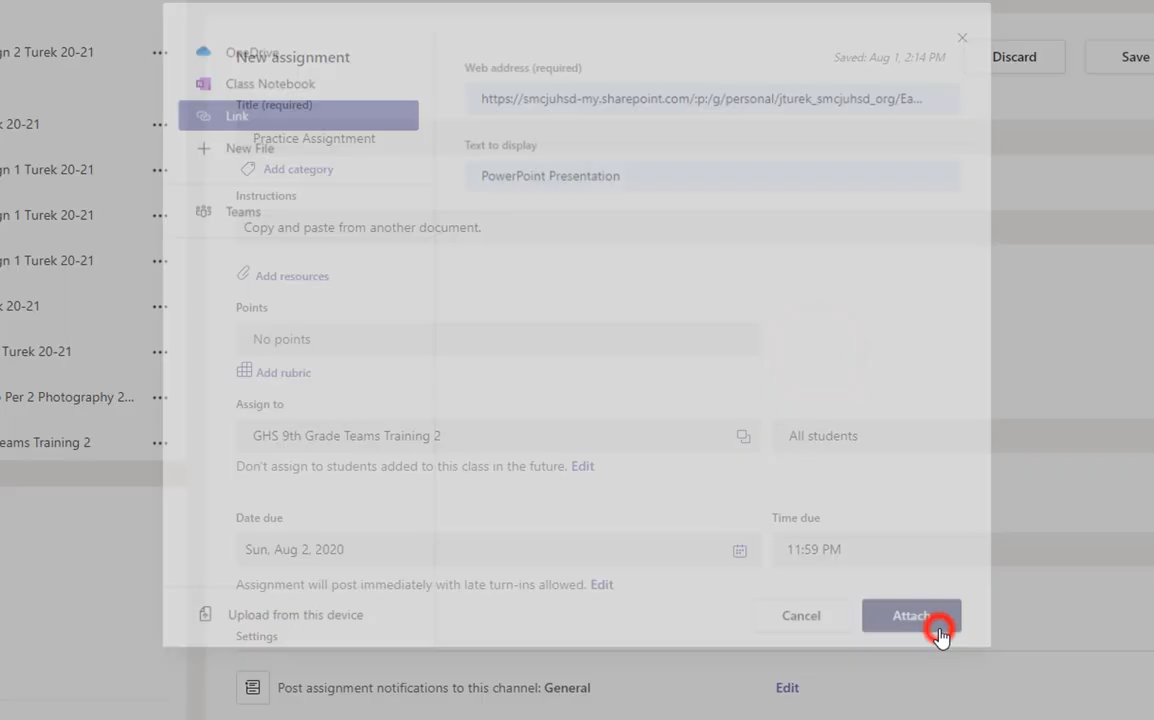 gn 2 Turek 20-21
20-21
gn 1 Turek 20-21
gn 1 Turek 20-21
gn 1 Turek 20-21
20-21
Turek 20-21
Per 2 Photography 2...
eams Training 2
OneDrive
Class Notebook
Link
New File
Teams
Upload from this device
New assignment
Saved: Aug 1, 2:14 PM
Discard
Save
Title (required)
Practice Assigntment
Add category
Instructions
Copy and paste from another document.
Add resources
Points
No points
Add rubric
Assign to
GHS 9th Grade Teams Training 2
All students
Don't assign to students added to this class in the future. Edit
Date due
Time due
Sun, Aug 2, 2020
11:59 PM
Assignment will post immediately with late turn-ins allowed. Edit
Settings
Post assignment notifications to this channel: General
Edit
Web address (required)
https://smcjuhsd-my.sharepoint.com/:p:/g/personal/jturek_smcjuhsd_org/Ea...
Text to display
PowerPoint Presentation
Cancel
Attach